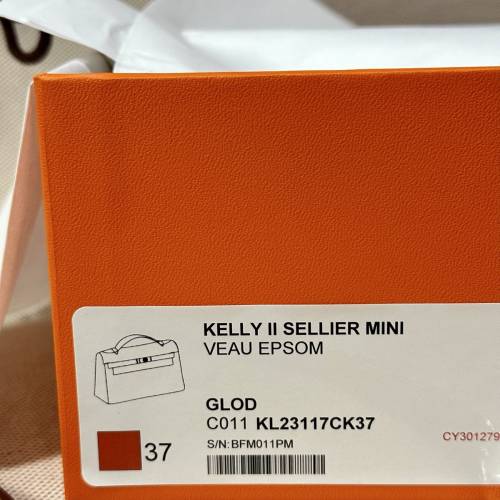 KELLY II SELLIER MINI
VEAU EPSOM
GLOD
C011 KL23117CK37
37
S/N:BFM011PM
CY301279